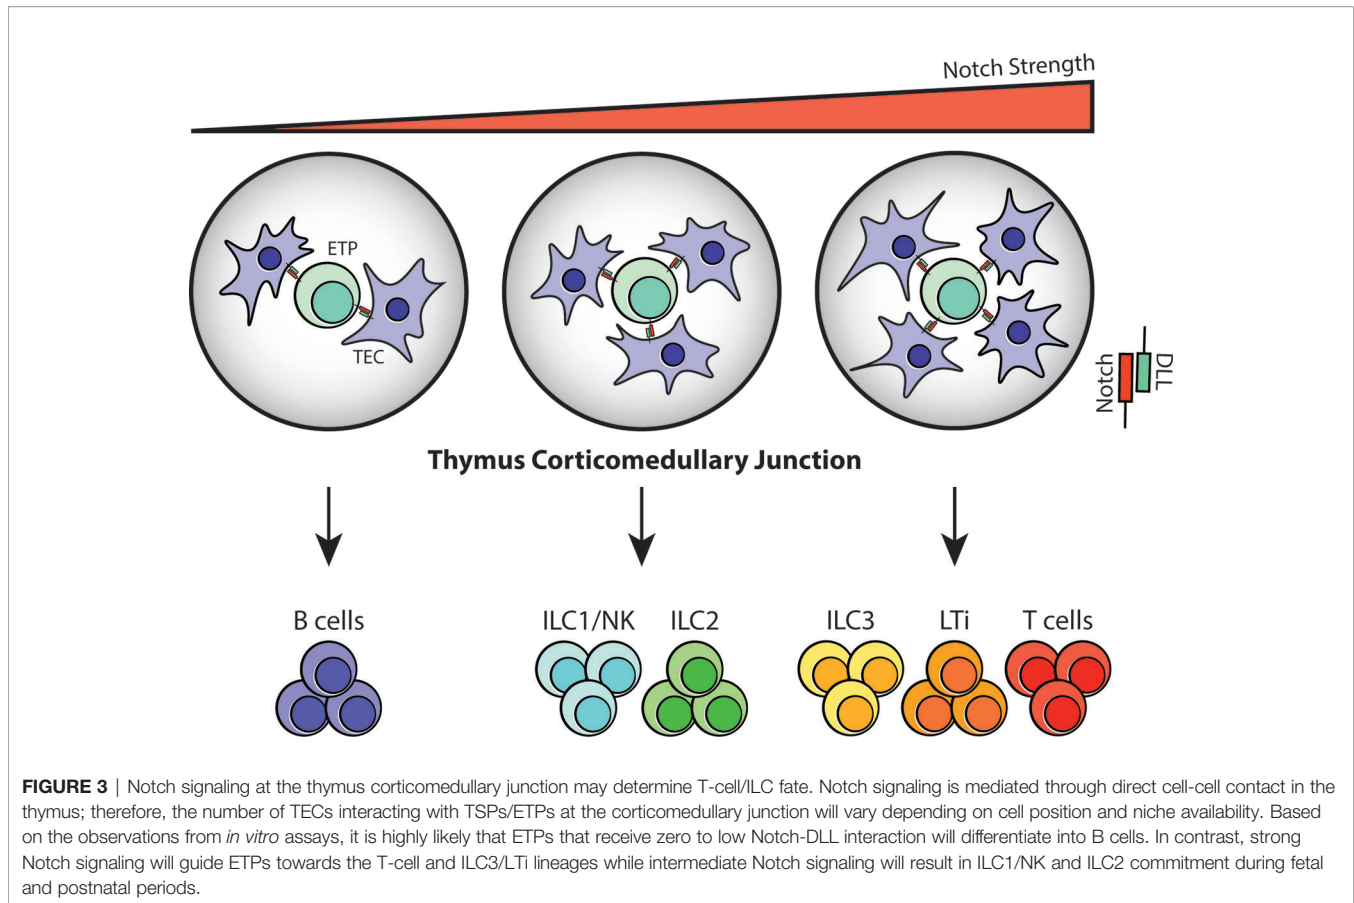 Notch Strength
ETP
TEC
Notch
DLL
Thymus Corticomedullary Junction
B cells
ILC1/NK
ILC2
ILC3
LTi
T cells
FIGURE 3 | Notch signaling at the thymus corticomedullary junction may determine T-cell/ILC fate. Notch signaling is mediated through direct cell-cell contact in the
thymus; therefore, the number of TECs interacting with TSPs/ETPs at the corticomedullary junction will vary depending on cell position and niche availability. Based
on the observations from in vitro assays, it is highly likely that ETPs that receive zero to low Notch-DLL interaction will differentiate into B cells. In contrast, strong
Notch signaling will guide ETPs towards the T-cell and ILC3/LTi lineages while intermediate Notch signaling will result in ILC1/NK and ILC2 commitment during fetal
and postnatal periods.